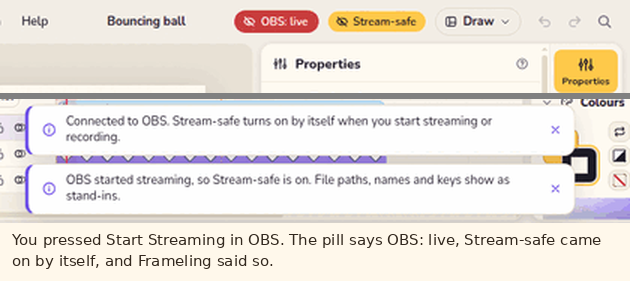 Help
Bouncing ball
OBS: live
Stream-safe
Draw
Properties
Properties
Colours
Connected to OBS. Stream-safe turns on by itself when you start streaming or
recording.
OBS started streaming, so Stream-safe is on. File paths, names and keys show as
stand-ins.
You pressed Start Streaming in OBS. The pill says OBS: live, Stream-safe came
on by itself, and Frameling said so.